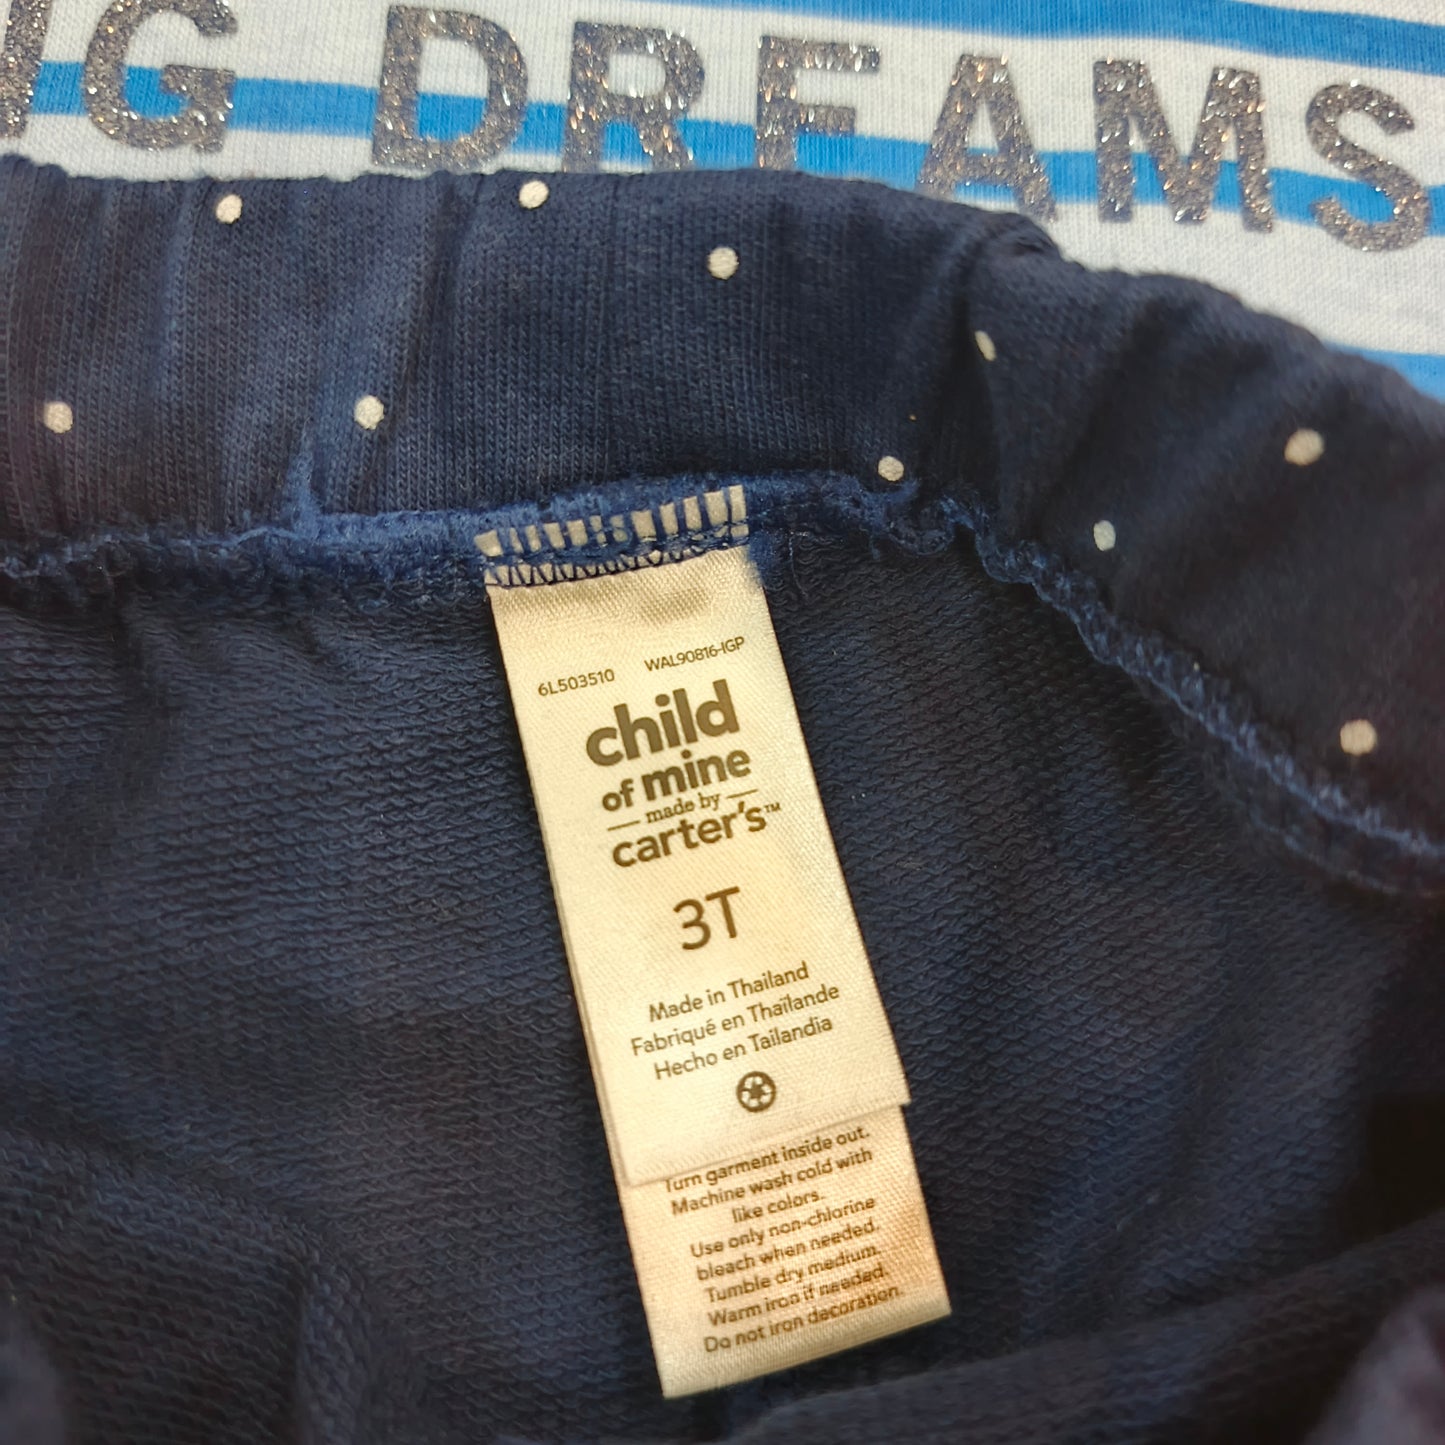 G DREAMS
6L503510 WAL90816-IGP
child
of mine
made by
carter's™
3T
Made in Thailand
Fabriqué en Thaïlande
Hecho en Tailandia
Turn garment inside out.
Machine wash cold with
like colors.
Use only non-chlorine
bleach when needed.
Tumble dry medium.
Warm iron if needed.
Do not iron decoration.